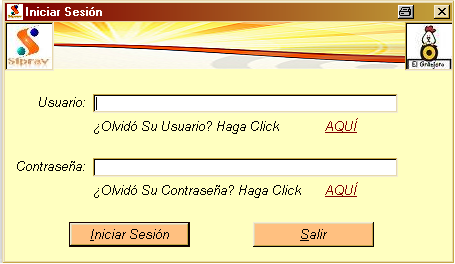 Iniciar Sesión
Siprav
El Granjero
Usuario:
¿Olvidó Su Usuario? Haga Click AQUÍ
Contraseña:
¿Olvidó Su Contraseña? Haga Click AQUÍ
Iniciar Sesión
Salir